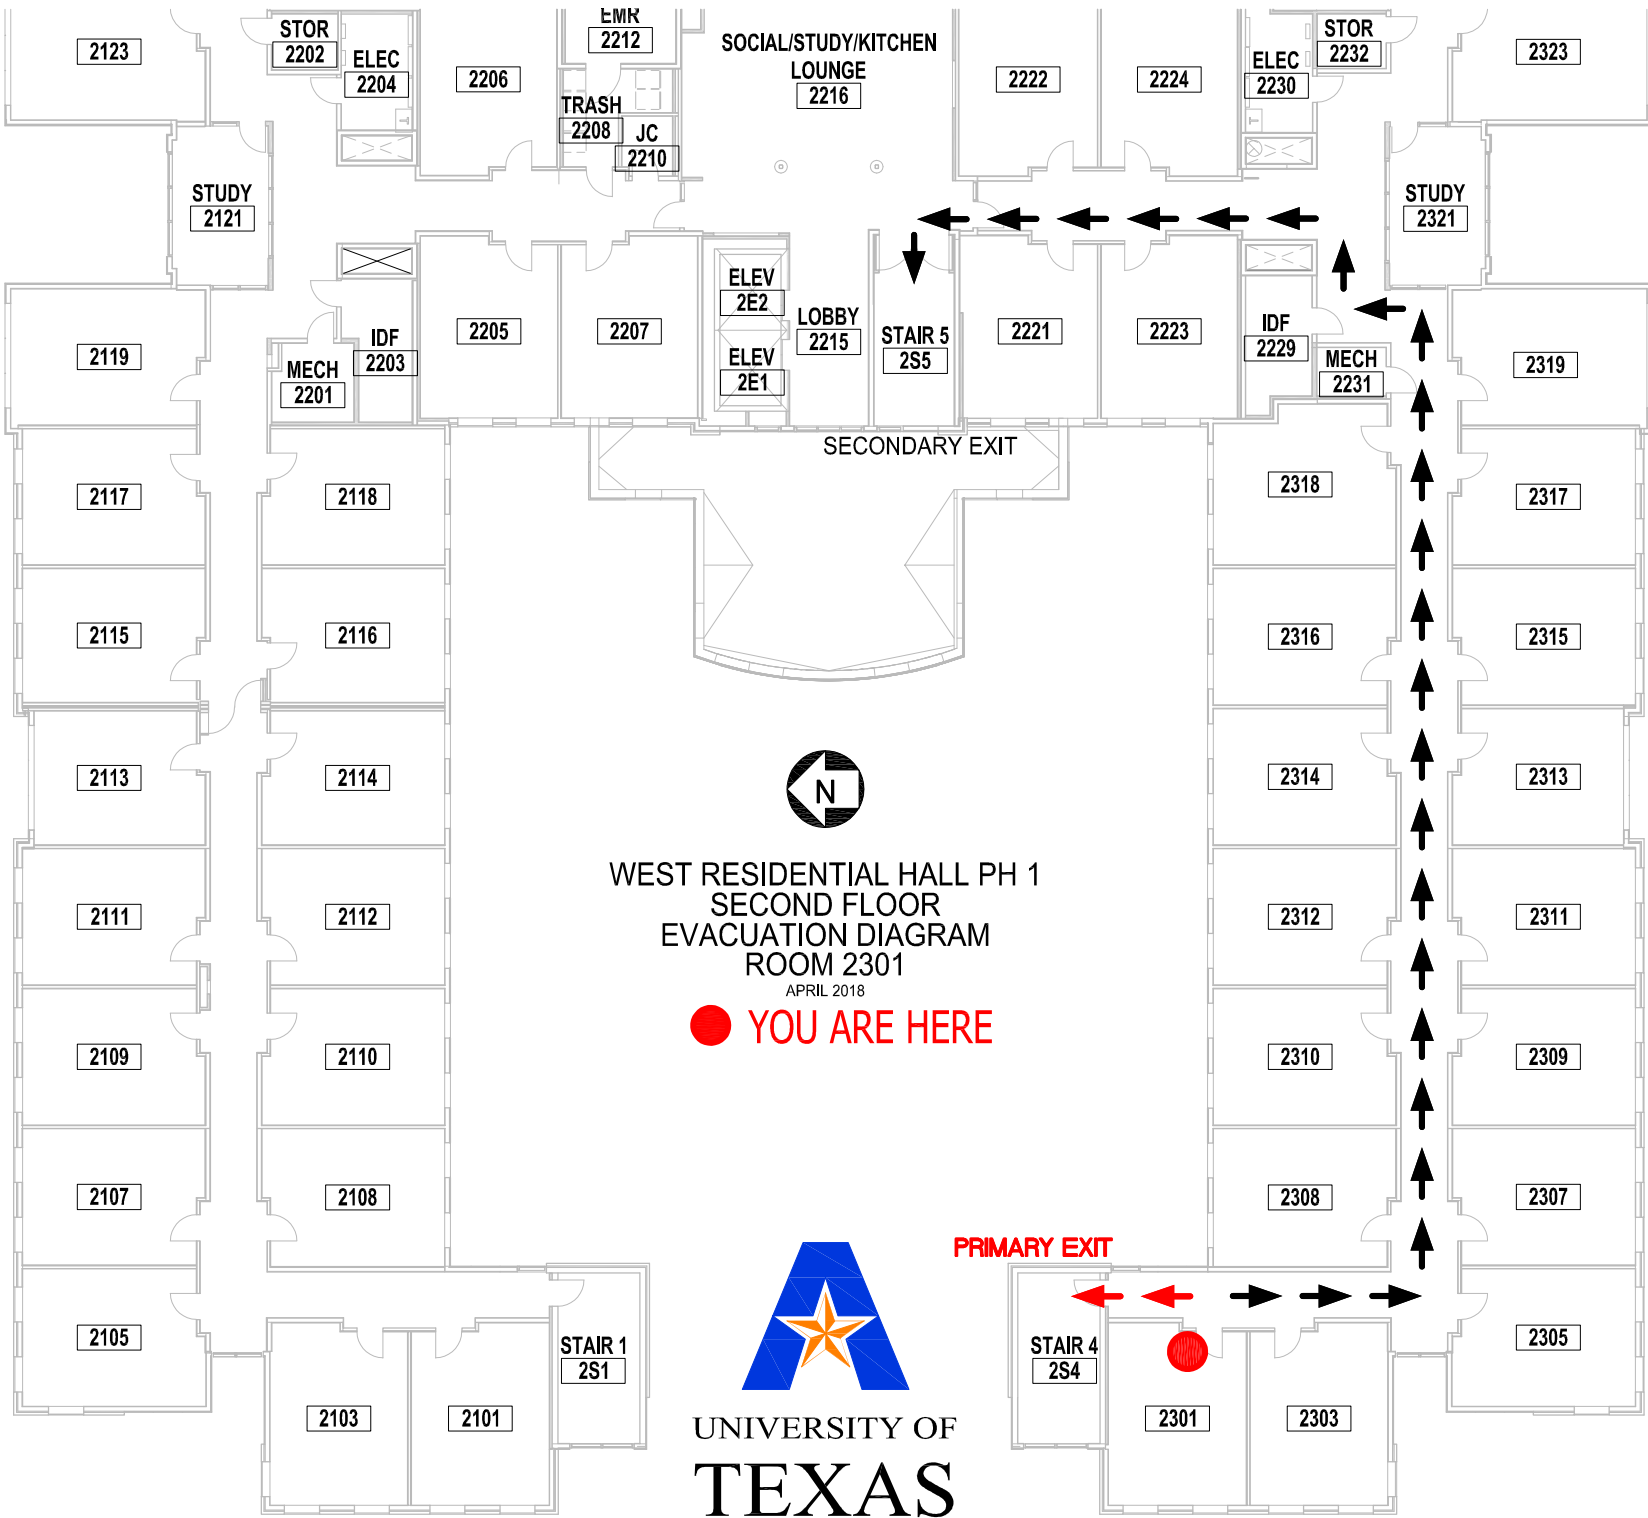 2123
STOR
2202
ELEC
2204
2206
EMR
2212
TRASH
2208
JC
2210
SOCIAL/STUDY/KITCHEN
LOUNGE
2216
2222
2224
ELEC
2230
STOR
2232
2323
STUDY
2121
STUDY
2321
2119
MECH
2201
IDF
2203
2205
2207
ELEV
2E2
ELEV
2E1
LOBBY
2215
STAIR 5
2S5
2221
2223
IDF
2229
MECH
2231
2319
SECONDARY EXIT
2117
2118
2318
2317
2115
2116
2316
2315
2113
2114
2314
2313
N
WEST RESIDENTIAL HALL PH 1
SECOND FLOOR
EVACUATION DIAGRAM
ROOM 2301
APRIL 2018
YOU ARE HERE
2111
2112
2312
2311
2109
2110
2310
2309
2107
2108
2308
2307
PRIMARY EXIT
2105
STAIR 1
2S1
STAIR 4
2S4
2305
2103
2101
2301
2303
UNIVERSITY OF
TEXAS